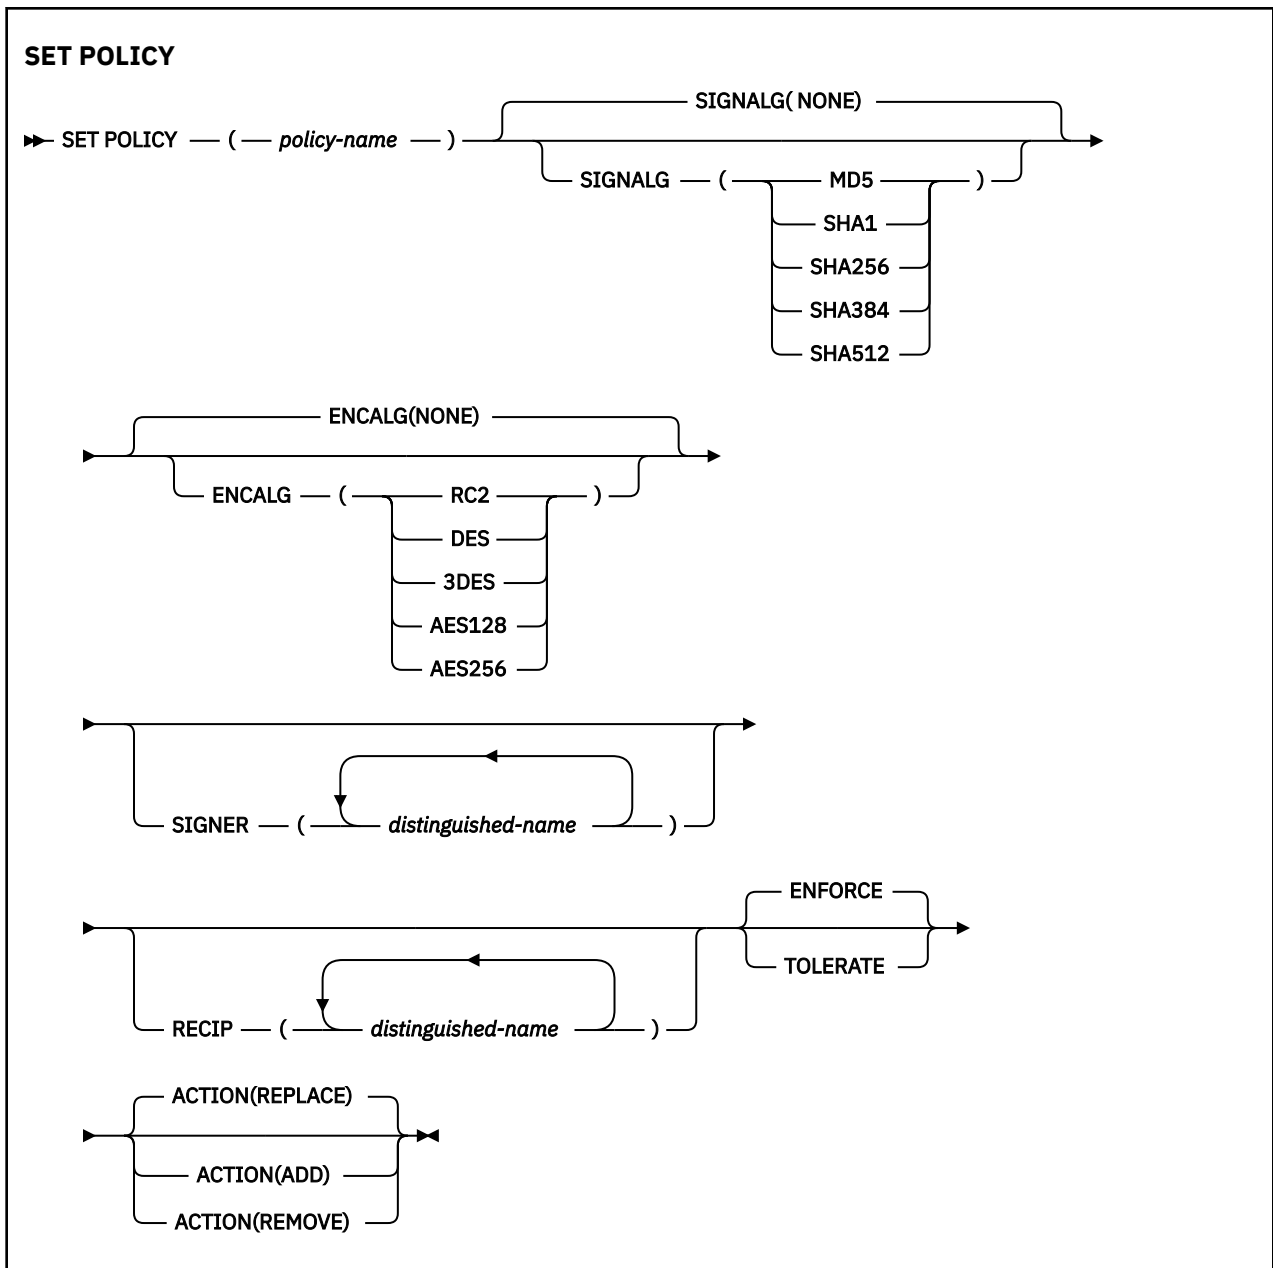 SET POLICY
SIGNALG( NONE)
SET POLICY ( policy-name )
SIGNALG ( MD5 )
SHA1
SHA256
SHA384
SHA512
ENCALG(NONE)
ENCALG ( RC2 )
DES
3DES
AES128
AES256
SIGNER ( distinguished-name )
ENFORCE
TOLERATE
RECIP ( distinguished-name )
ACTION(REPLACE)
ACTION(ADD)
ACTION(REMOVE)